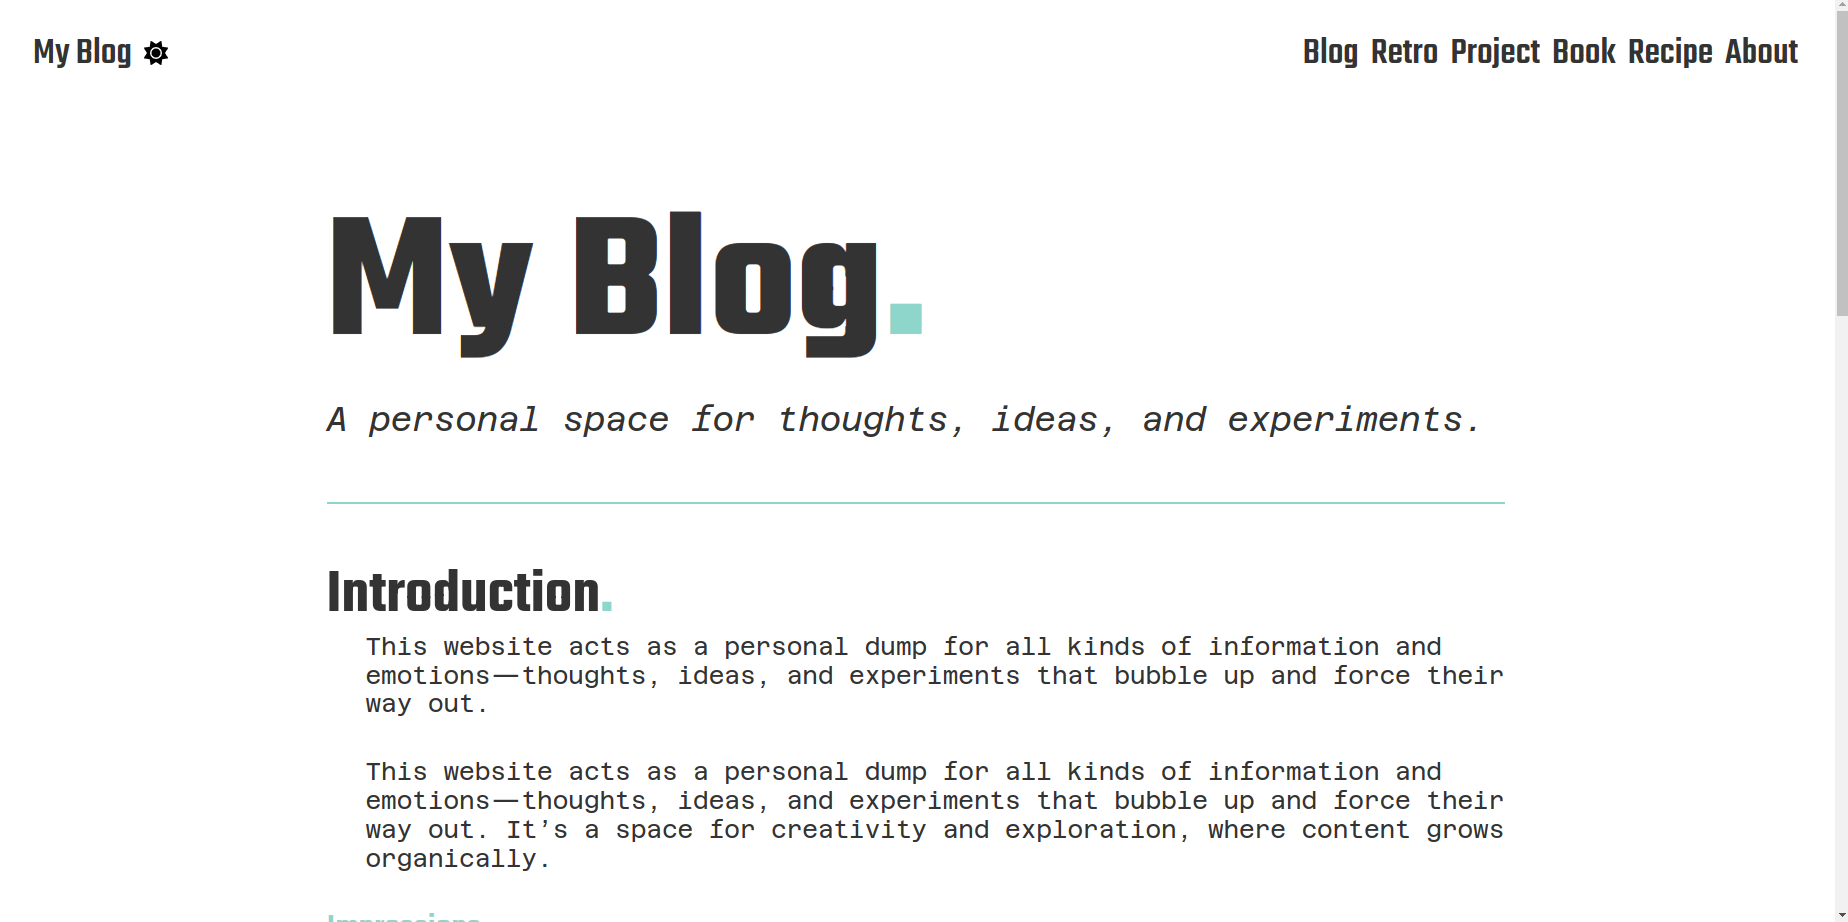 My Blog
Blog Retro Project Book Recipe About
My Blog.
A personal space for thoughts, ideas, and experiments.
Introduction.
This website acts as a personal dump for all kinds of information and
emotions—thoughts, ideas, and experiments that bubble up and force their
way out.
This website acts as a personal dump for all kinds of information and
emotions—thoughts, ideas, and experiments that bubble up and force their
way out. It’s a space for creativity and exploration, where content grows
organically.